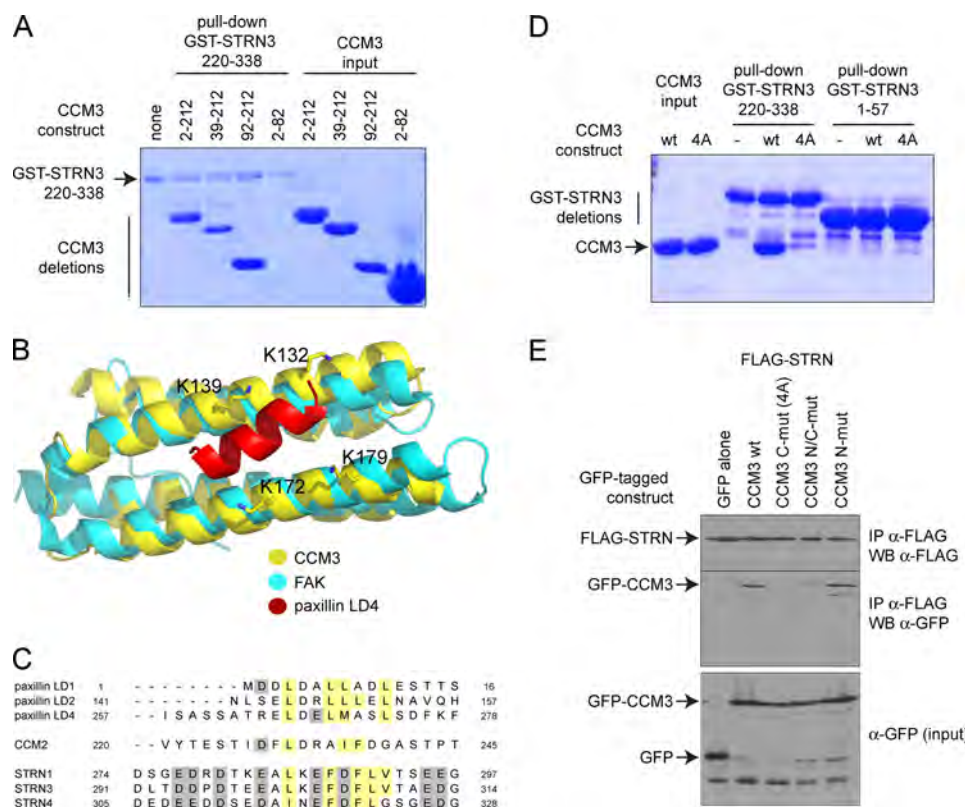 A
pull-down
GST-STRN3
220-338
CCM3
input
CCM3
construct
none
2-212
39-212
92-212
2-82
2-212
39-212
92-212
2-82
GST-STRN3
220-338
CCM3
deletions
B
K132
K139
K179
K172
CCM3
FAK
paxillin LD4
C
paxillin LD1 1 - - - - - - - M D D L D A L L A D L E S T T S 16
paxillin LD2 141 - - - - - - N L S E L D R L L L E L N A V Q H 157
paxillin LD4 257 - I S A S S A T R E L D E L M A S L S D F K F 278
CCM2 220 - - V Y T E S T I D F L D R A I F D G A S T P T 245
STRN1 274 D S G E D R D T K E A L K E F D F L V T S E E G 297
STRN3 291 D L T D D P D T E E A L K E F D F L V T A E D G 314
STRN4 305 D E D E E D D S E D A I N E F D F L G S G E D G 328
D
CCM3
input
pull-down
GST-STRN3
220-338
pull-down
GST-STRN3
1-57
CCM3
construct
wt 4A - wt 4A - wt 4A
GST-STRN3
deletions
CCM3
E
FLAG-STRN
GFP-tagged
construct
GFP alone
CCM3 wt
CCM3 C-mut (4A)
CCM3 N/C-mut
CCM3 N-mut
FLAG-STRN
IP α-FLAG
WB α-FLAG
GFP-CCM3
IP α-FLAG
WB α-GFP
GFP-CCM3
GFP
α-GFP (input)